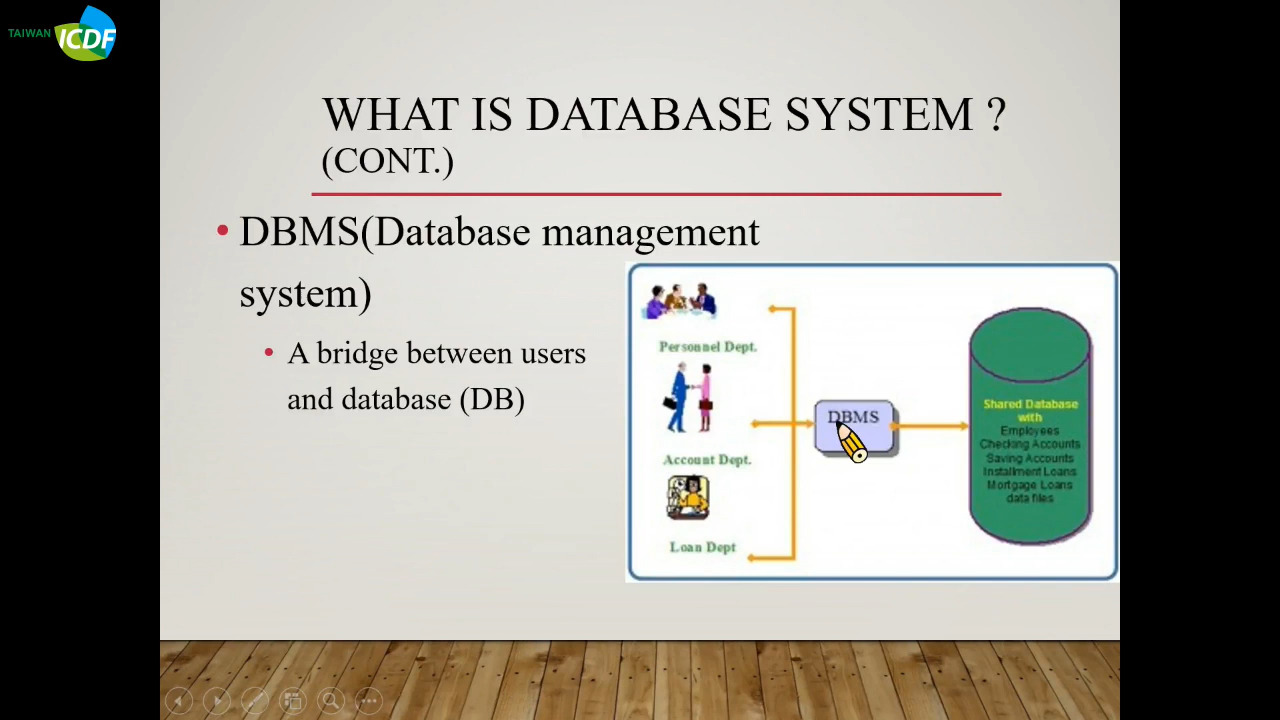 TAIWAN ICDF
WHAT IS DATABASE SYSTEM ?
(CONT.)
• DBMS(Database management
system)
• A bridge between users
and database (DB)
Personnel Dept.
Account Dept.
Loan Dept
DBMS
Shared Database
with
Employees
Checking Accounts
Saving Accounts
Installment Loans
Mortgage Loans
data files